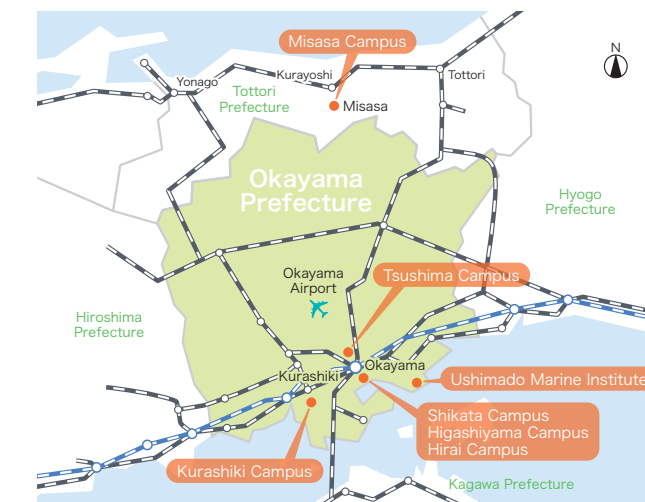 Misasa Campus
N
Yonago
Kurayoshi
Tottori
Tottori
Prefecture
Misasa
Okayama
Prefecture
Hyogo
Prefecture
Okayama
Airport
Tsushima Campus
Hiroshima
Prefecture
Okayama
Kurashiki
Ushimado Marine Institute
Shikata Campus
Higashiyama Campus
Hirai Campus
Kurashiki Campus
Kagawa Prefecture